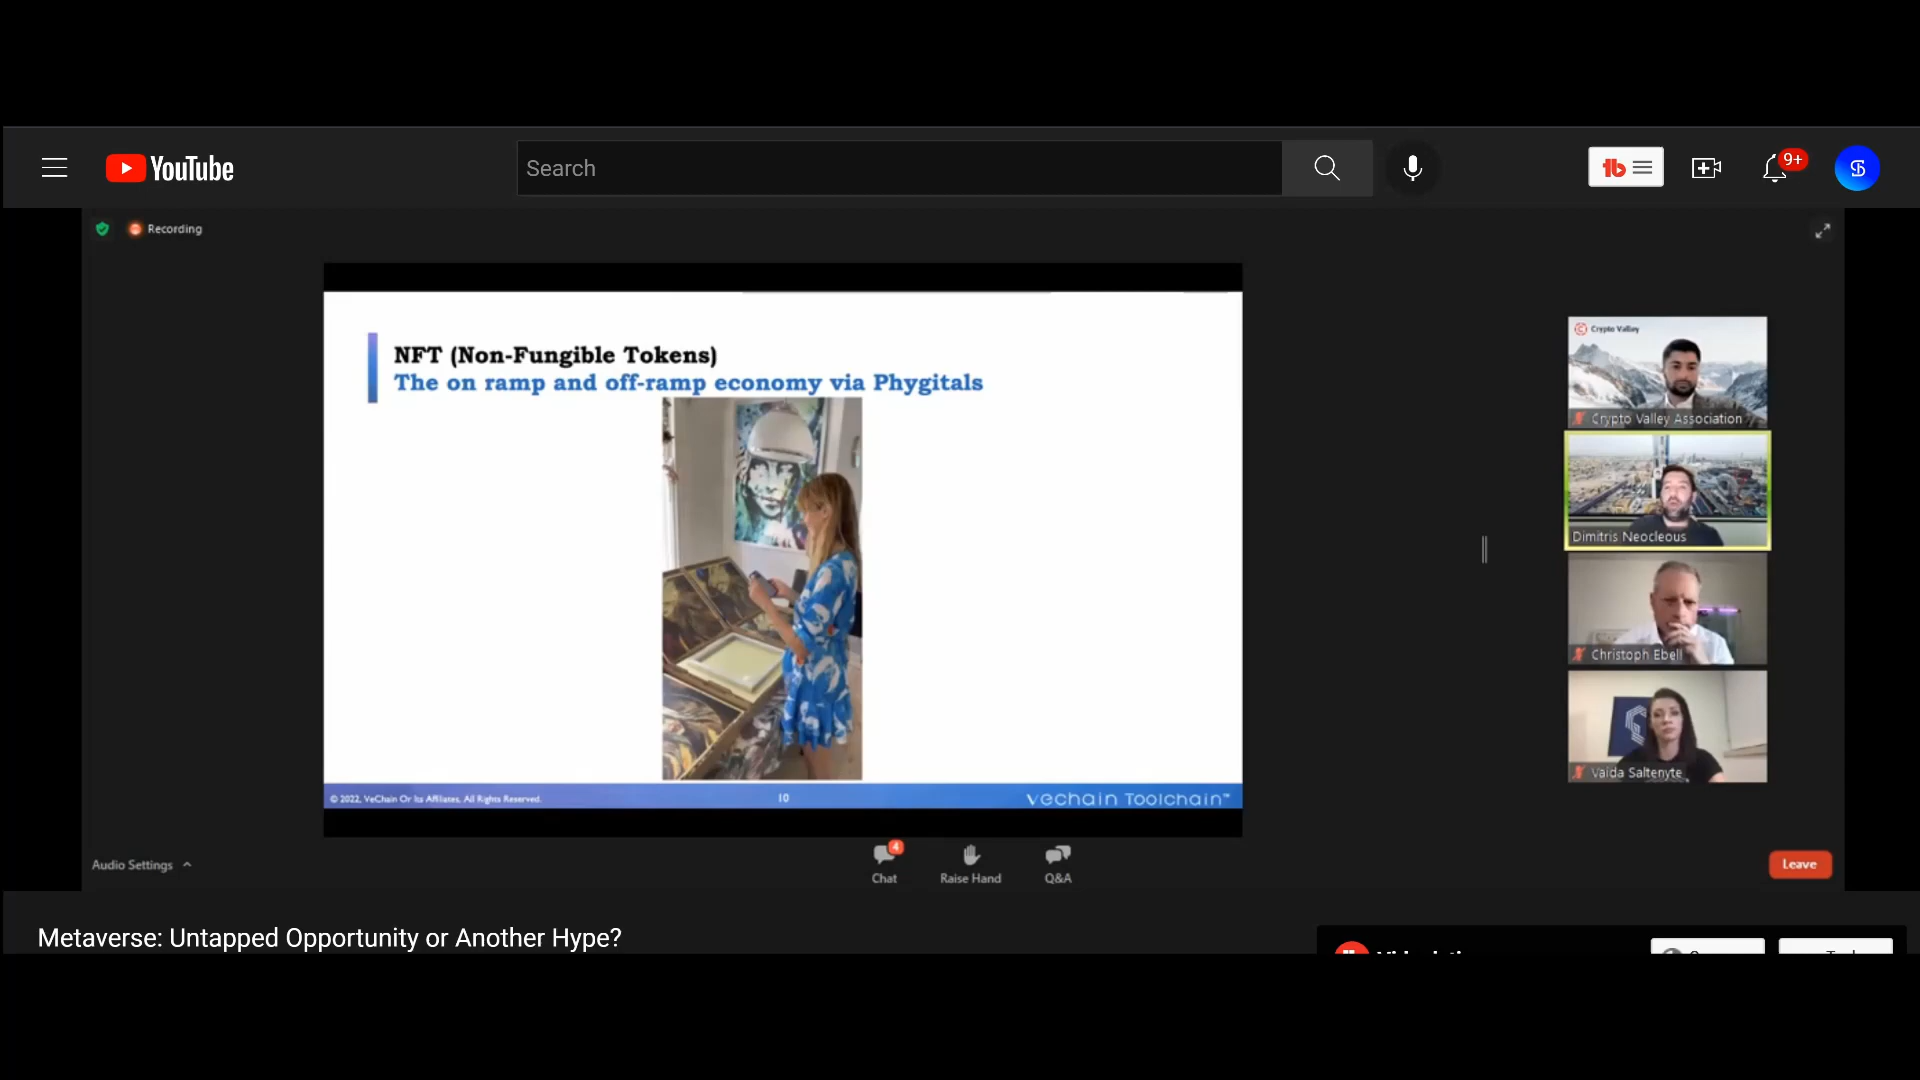 YouTube
Search
9+
Recording
NFT (Non-Fungible Tokens)
The on ramp and off-ramp economy via Phygitals
© 2022, VeChain Or Its Affiliates. All Rights Reserved.
10
vechain Toolchain™
Crypto Valley
Crypto Valley Association
Dimitris Neocleous
Christoph Ebell
Vaida Saltenyte
Audio Settings
4
Chat
Raise Hand
Q&A
Leave
Metaverse: Untapped Opportunity or Another Hype?